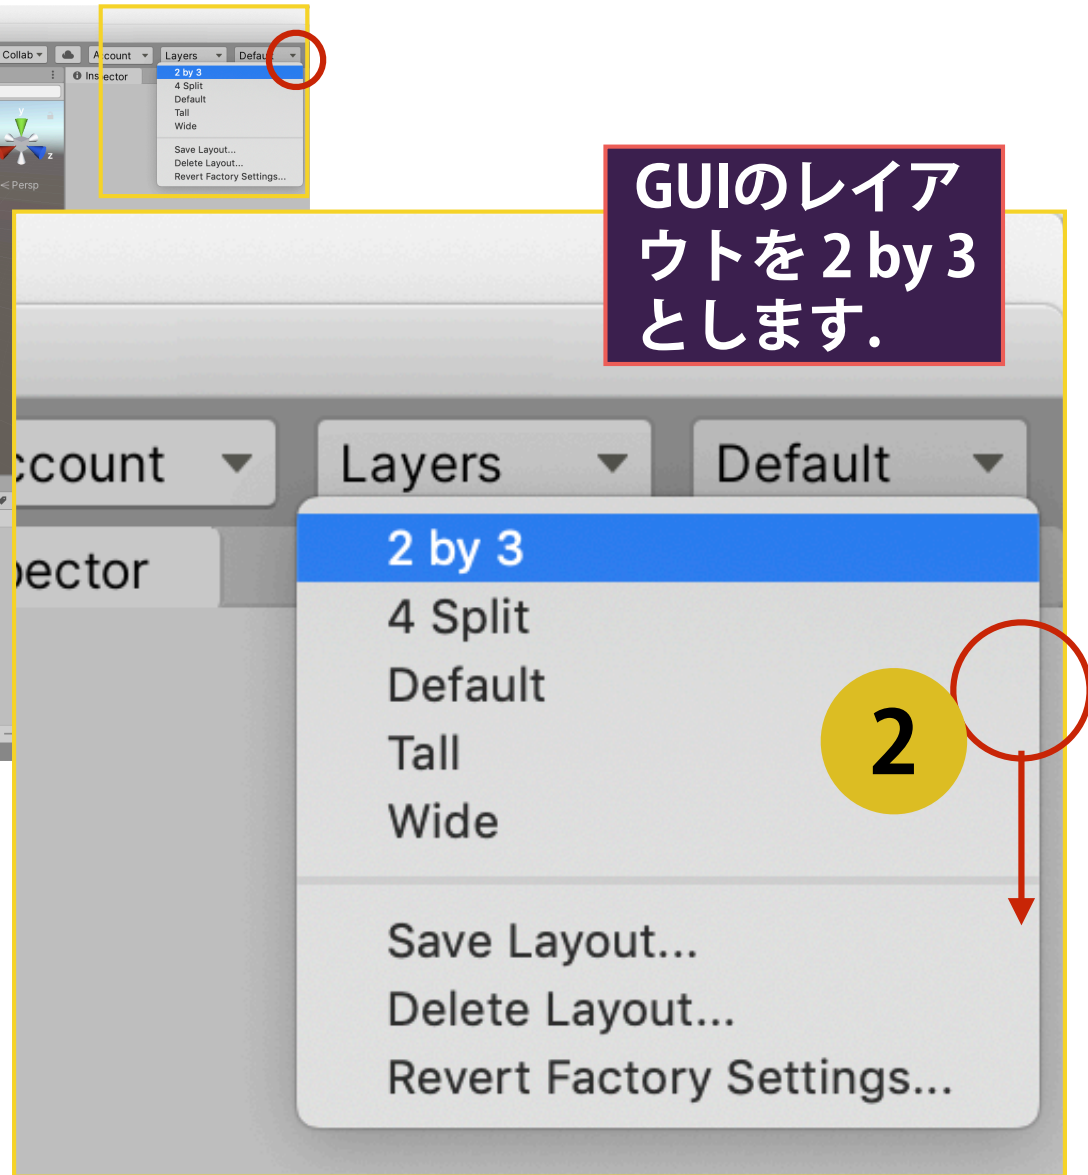 Collab
Account
Layers
Default
Inspector
2 by 3
4 Split
Default
Tall
Wide
Save Layout...
Delete Layout...
Revert Factory Settings...
y
z
Persp
GUIのレイア
ウトを 2 by 3
とします.
ccount
Layers
Default
pector
2 by 3
4 Split
Default
Tall
Wide
2
Save Layout...
Delete Layout...
Revert Factory Settings...